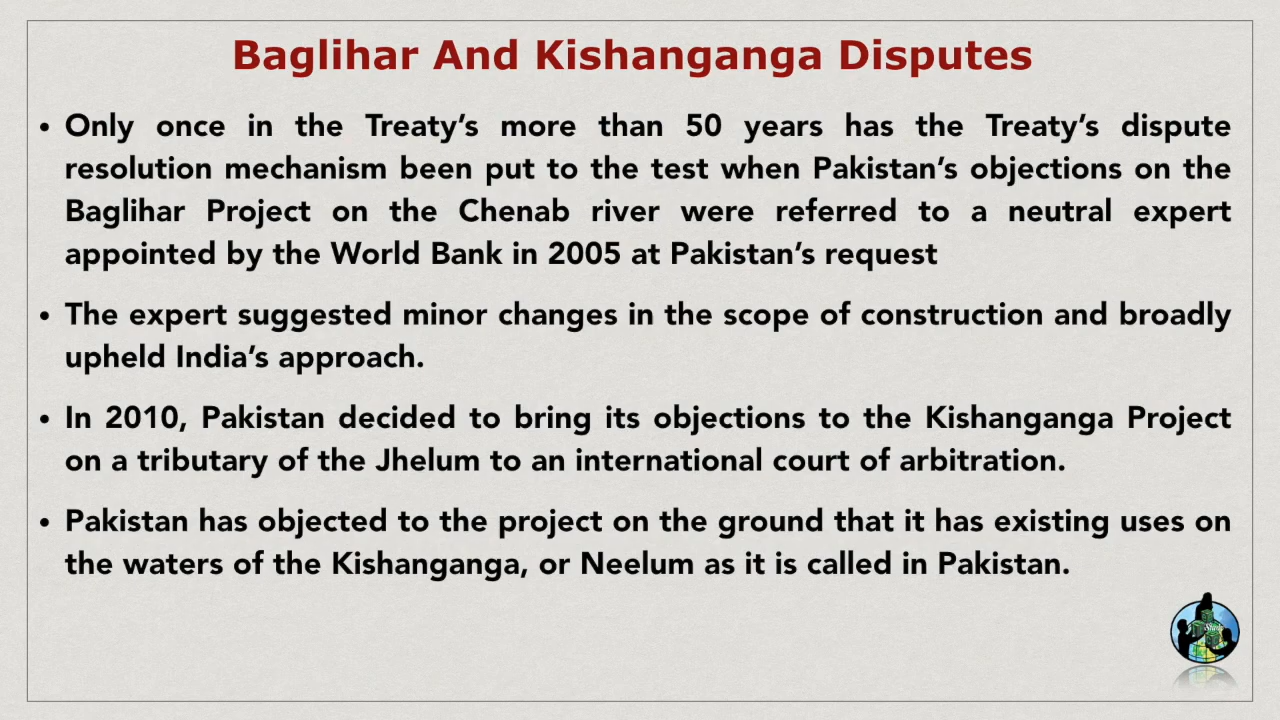 Baglihar And Kishanganga Disputes
• Only once in the Treaty’s more than 50 years has the Treaty’s dispute
resolution mechanism been put to the test when Pakistan’s objections on the
Baglihar Project on the Chenab river were referred to a neutral expert
appointed by the World Bank in 2005 at Pakistan’s request
• The expert suggested minor changes in the scope of construction and broadly
upheld India’s approach.
• In 2010, Pakistan decided to bring its objections to the Kishanganga Project
on a tributary of the Jhelum to an international court of arbitration.
• Pakistan has objected to the project on the ground that it has existing uses on
the waters of the Kishanganga, or Neelum as it is called in Pakistan.